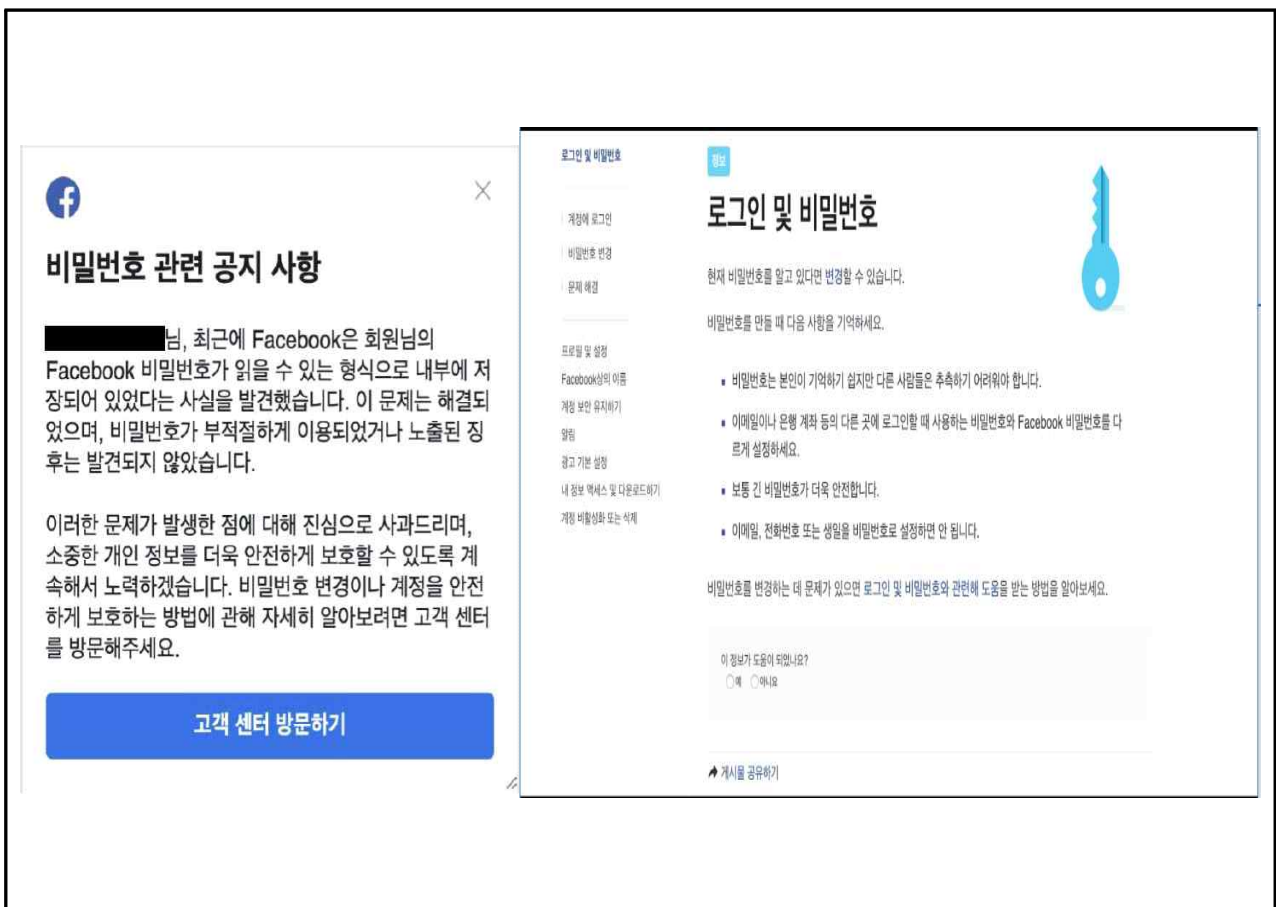 비밀번호 관련 공지 사항
님, 최근에 Facebook은 회원님의
Facebook 비밀번호가 읽을 수 있는 형식으로 내부에 저
장되어 있었다는 사실을 발견했습니다. 이 문제는 해결되
었으며, 비밀번호가 부적절하게 이용되었거나 노출된 징
후는 발견되지 않았습니다.
이러한 문제가 발생한 점에 대해 진심으로 사과드리며,
소중한 개인 정보를 더욱 안전하게 보호할 수 있도록 계
속해서 노력하겠습니다. 비밀번호 변경이나 계정을 안전
하게 보호하는 방법에 관해 자세히 알아보려면 고객 센터
를 방문해주세요.
고객 센터 방문하기
로그인 및 비밀번호
계정에 로그인
비밀번호 변경
문제 해결
프로필 및 설정
Facebook상의 이름
계정 보안 유지하기
알림
광고 기본 설정
내 정보 액세스 및 다운로드하기
계정 비활성화 또는 삭제
정보
로그인 및 비밀번호
현재 비밀번호를 알고 있다면 변경할 수 있습니다.
비밀번호를 만들 때 다음 사항을 기억하세요.
비밀번호는 본인이 기억하기 쉽지만 다른 사람들은 추측하기 어려워야 합니다.
이메일이나 은행 계좌 등의 다른 곳에 로그인할 때 사용하는 비밀번호와 Facebook 비밀번호를 다
르게 설정하세요.
보통 긴 비밀번호가 더욱 안전합니다.
이메일, 전화번호 또는 생일을 비밀번호로 설정하면 안 됩니다.
비밀번호를 변경하는 데 문제가 있으면 로그인 및 비밀번호와 관련해 도움을 받는 방법을 알아보세요.
이 정보가 도움이 되었나요?
예 아니요
게시물 공유하기